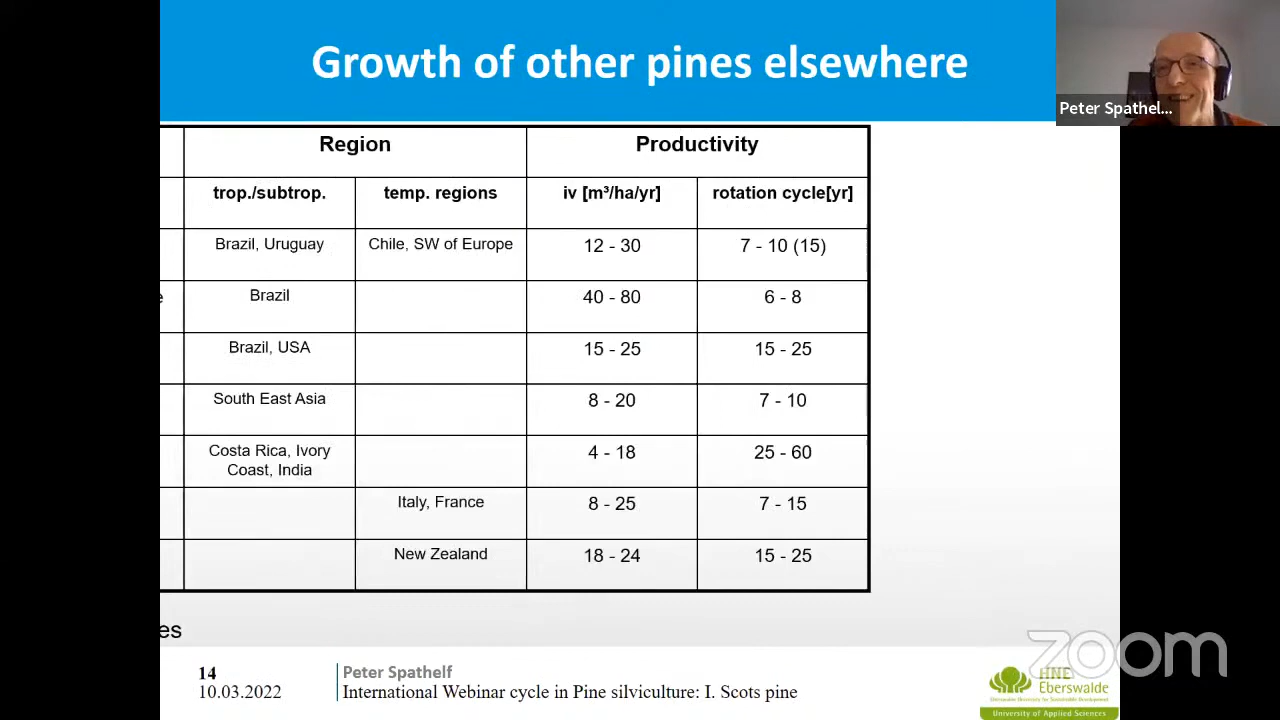 Growth of other pines elsewhere
Peter Spathel...
Region Productivity
trop./subtrop. temp. regions iv [m³/ha/yr] rotation cycle[yr]
Brazil, Uruguay Chile, SW of Europe 12 - 30 7 - 10 (15)
e Brazil 40 - 80 6 - 8
Brazil, USA 15 - 25 15 - 25
South East Asia 8 - 20 7 - 10
Costa Rica, Ivory
Coast, India 4 - 18 25 - 60
Italy, France 8 - 25 7 - 15
New Zealand 18 - 24 15 - 25
es
zoom
14 Peter Spathelf
10.03.2022 International Webinar cycle in Pine silviculture: I. Scots pine
HNE
Eberswalde
University of Applied Sciences